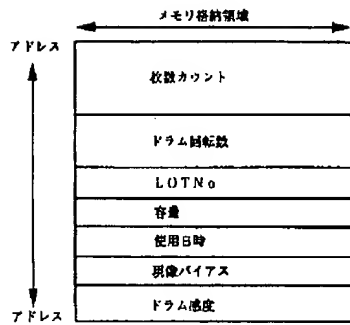 メモリ格納領域
アドレス
枚数カウント
ドラム回転数
LOTNo
容量
使用日時
現像バイアス
ドラム感度
アドレス